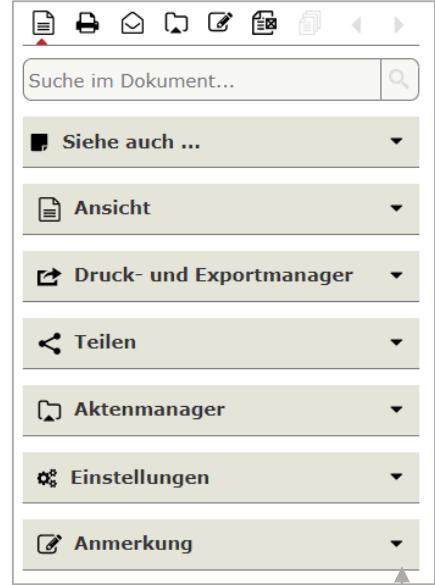 Suche im Dokument...
Siehe auch ...
Ansicht
Druck- und Exportmanager
Teilen
Aktenmanager
Einstellungen
Anmerkung